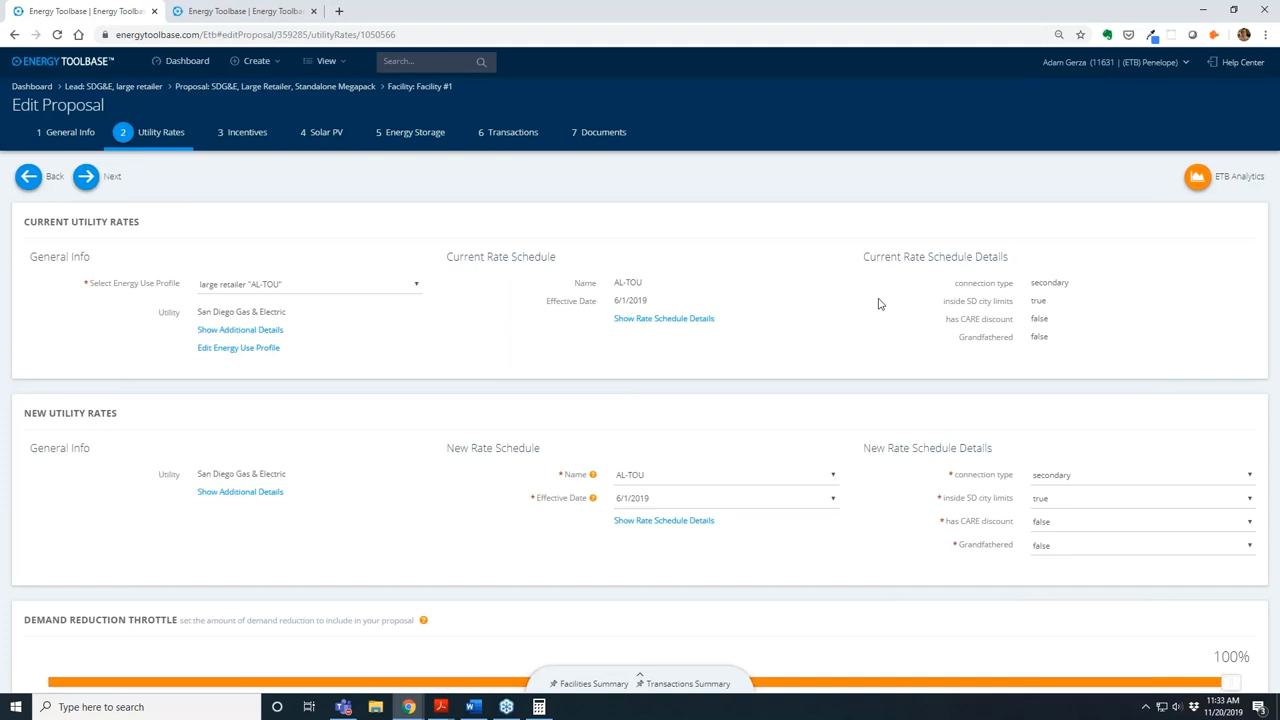 Energy Toolbase | Energy Toolba
Energy Toolbase | Energy Toolba
energytoolbase.com/Etb#editProposal/359285/utilityRates/1050566
ENERGY TOOLBASE™
Dashboard
Create
View
Search...
Adam Gerza (11631 | (ETB) Penelope)
Help Center
Dashboard
Lead: SDG&E, large retailer
Proposal: SDG&E, Large Retailer, Standalone Megapack
Facility: Facility #1
Edit Proposal
1 General Info
2 Utility Rates
3 Incentives
4 Solar PV
5 Energy Storage
6 Transactions
7 Documents
Back
Next
ETB Analytics
CURRENT UTILITY RATES
General Info
* Select Energy Use Profile
large retailer "AL-TOU"
Utility
San Diego Gas & Electric
Show Additional Details
Edit Energy Use Profile
Current Rate Schedule
Name
AL-TOU
Effective Date
6/1/2019
Show Rate Schedule Details
Current Rate Schedule Details
connection type
secondary
inside SD city limits
true
has CARE discount
false
Grandfathered
false
NEW UTILITY RATES
General Info
Utility
San Diego Gas & Electric
Show Additional Details
New Rate Schedule
* Name
AL-TOU
* Effective Date
6/1/2019
Show Rate Schedule Details
New Rate Schedule Details
* connection type
secondary
* inside SD city limits
true
* has CARE discount
false
* Grandfathered
false
DEMAND REDUCTION THROTTLE set the amount of demand reduction to include in your proposal
100%
Facilities Summary
Transactions Summary
Type here to search
11:33 AM
11/20/2019
3